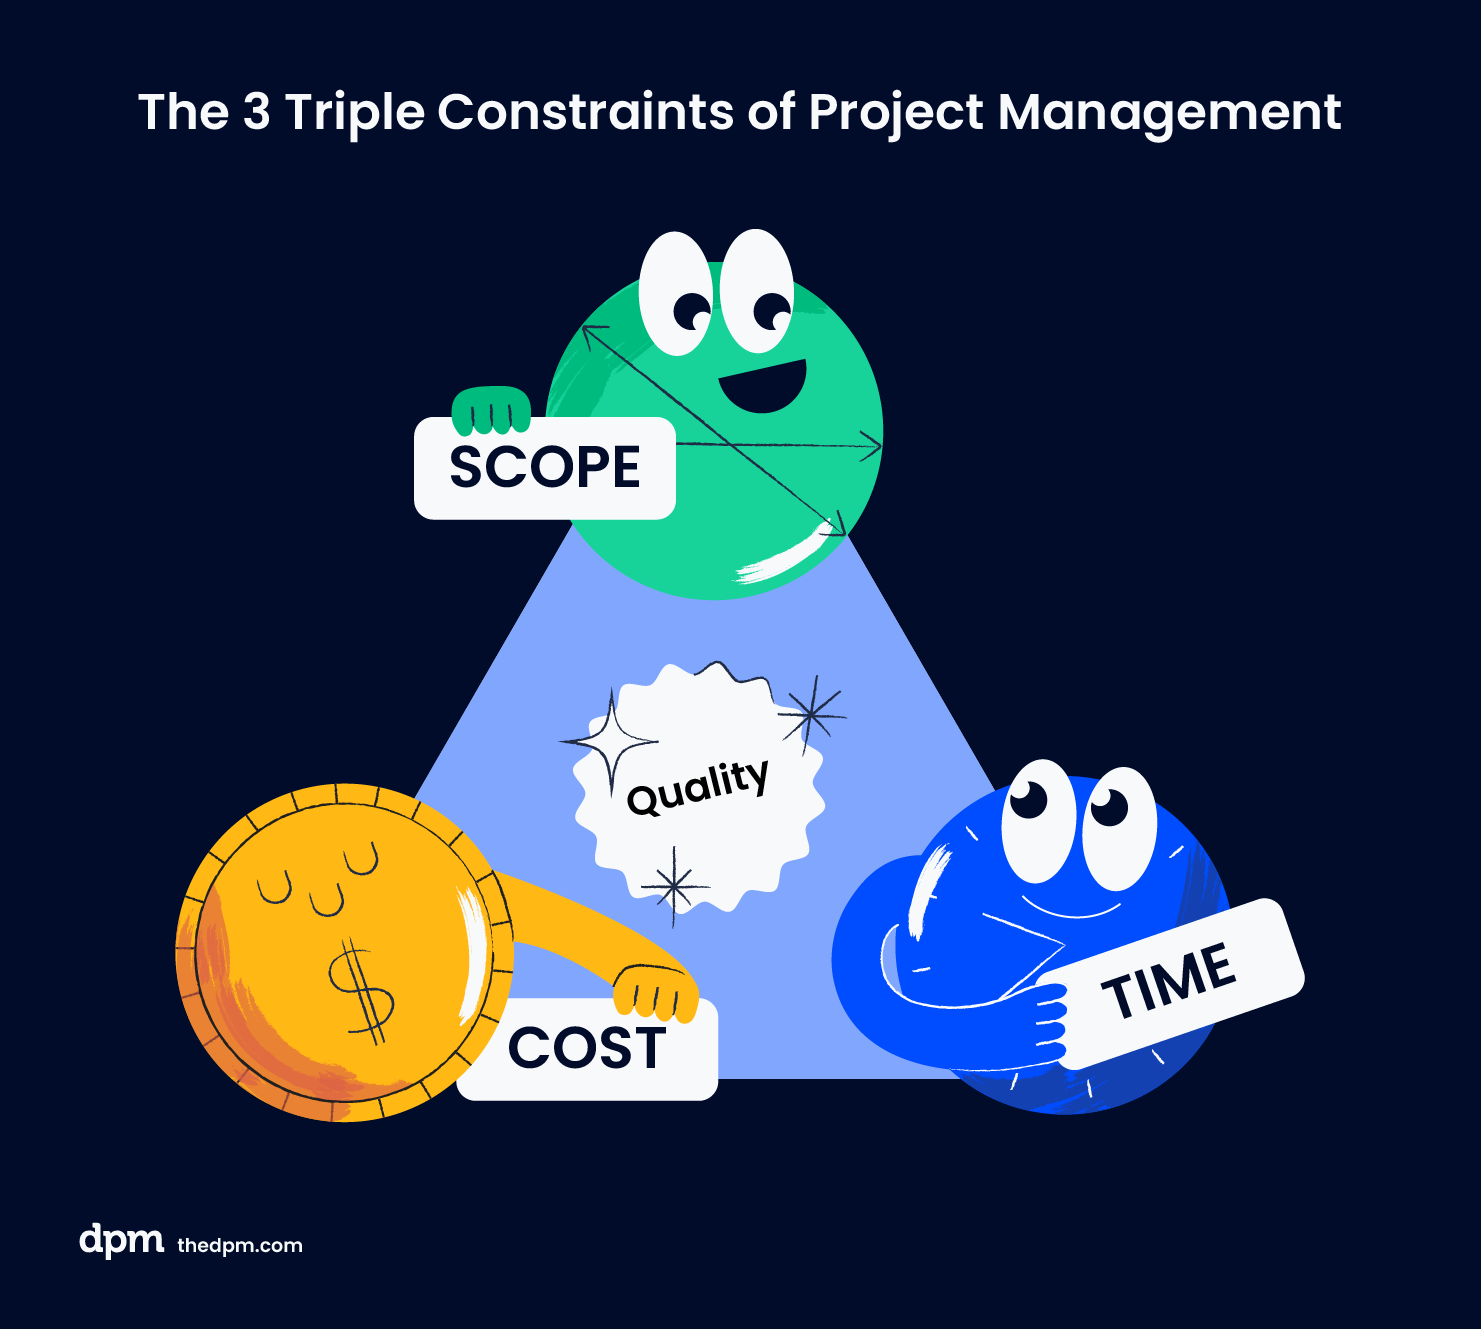 The 3 Triple Constraints of Project Management
SCOPE
Quality
$
COST
TIME
dpm thedpm.com